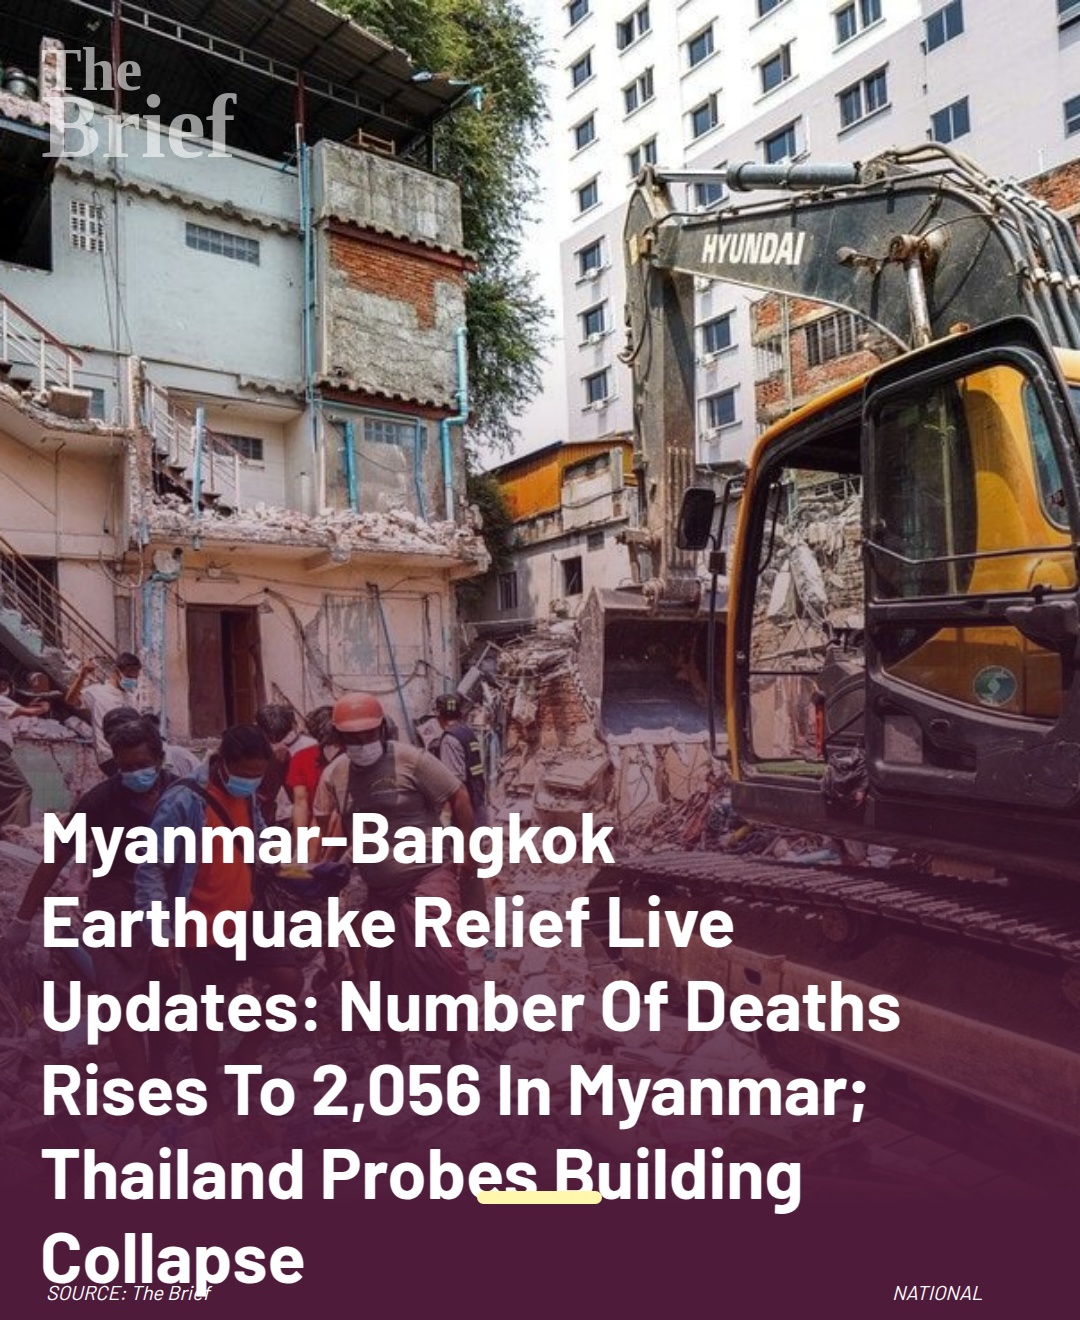 The
Brief
HYUNDAI
Myanmar-Bangkok
Earthquake Relief Live
Updates: Number Of Deaths
Rises To 2,056 In Myanmar;
Thailand Probes Building
Collapse
SOURCE: The Brief
NATIONAL